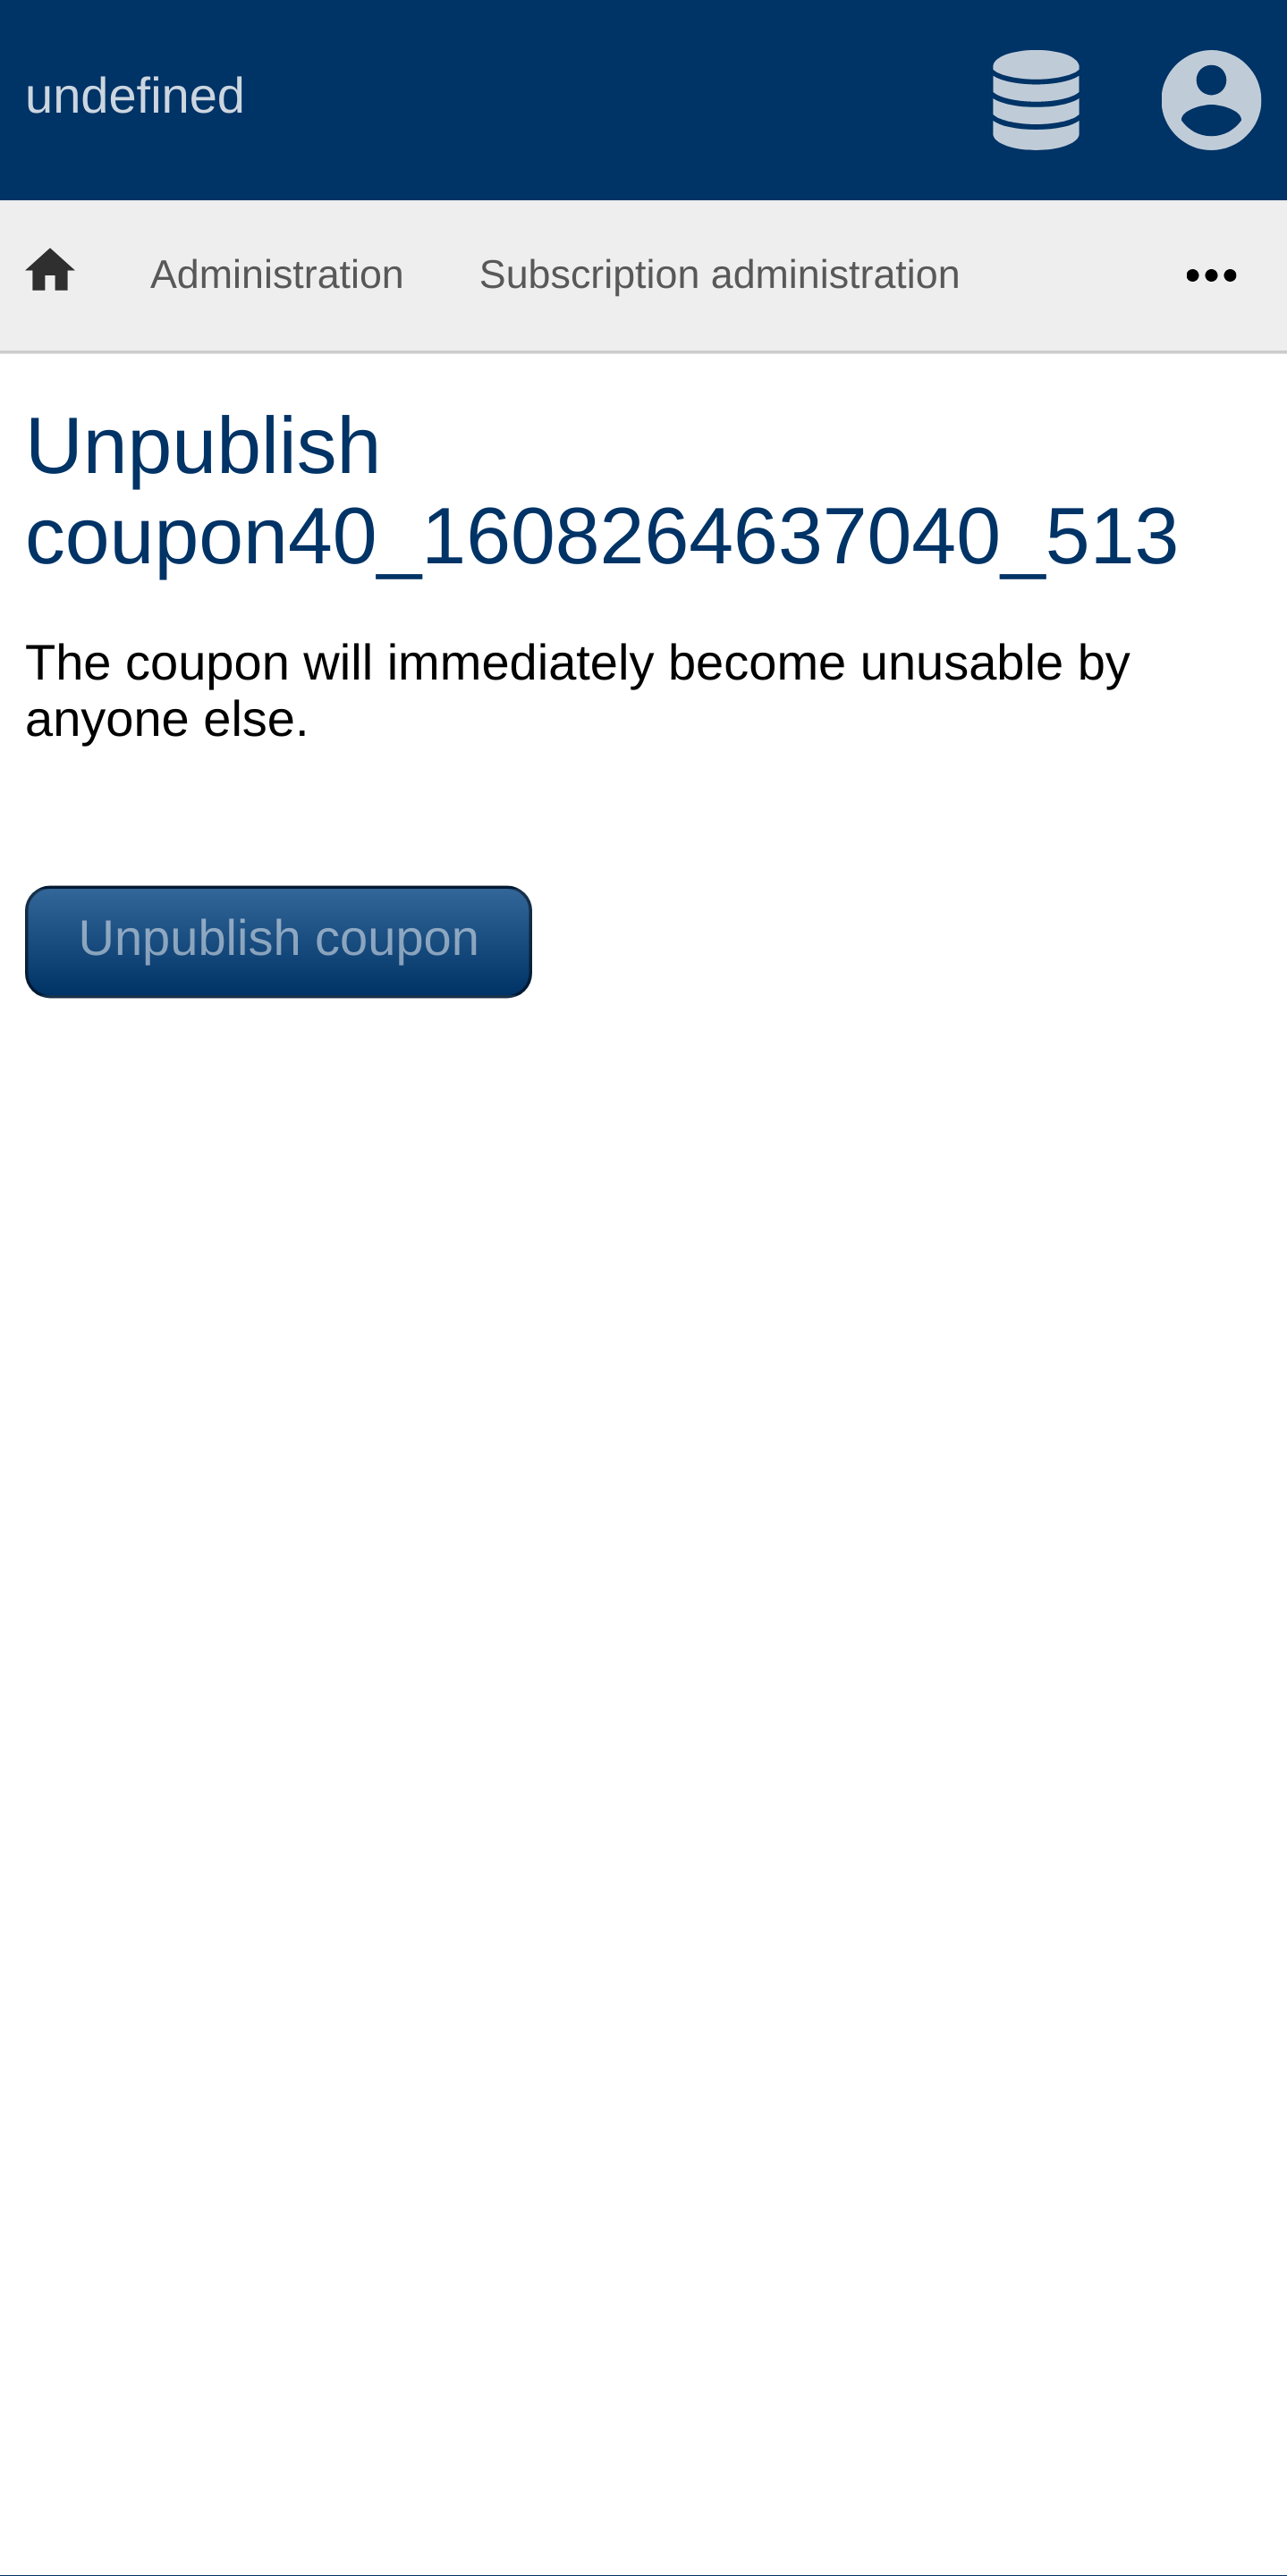 undefined
Administration Subscription administration
Unpublish
coupon40_1608264637040_513
The coupon will immediately become unusable by
anyone else.
Unpublish coupon